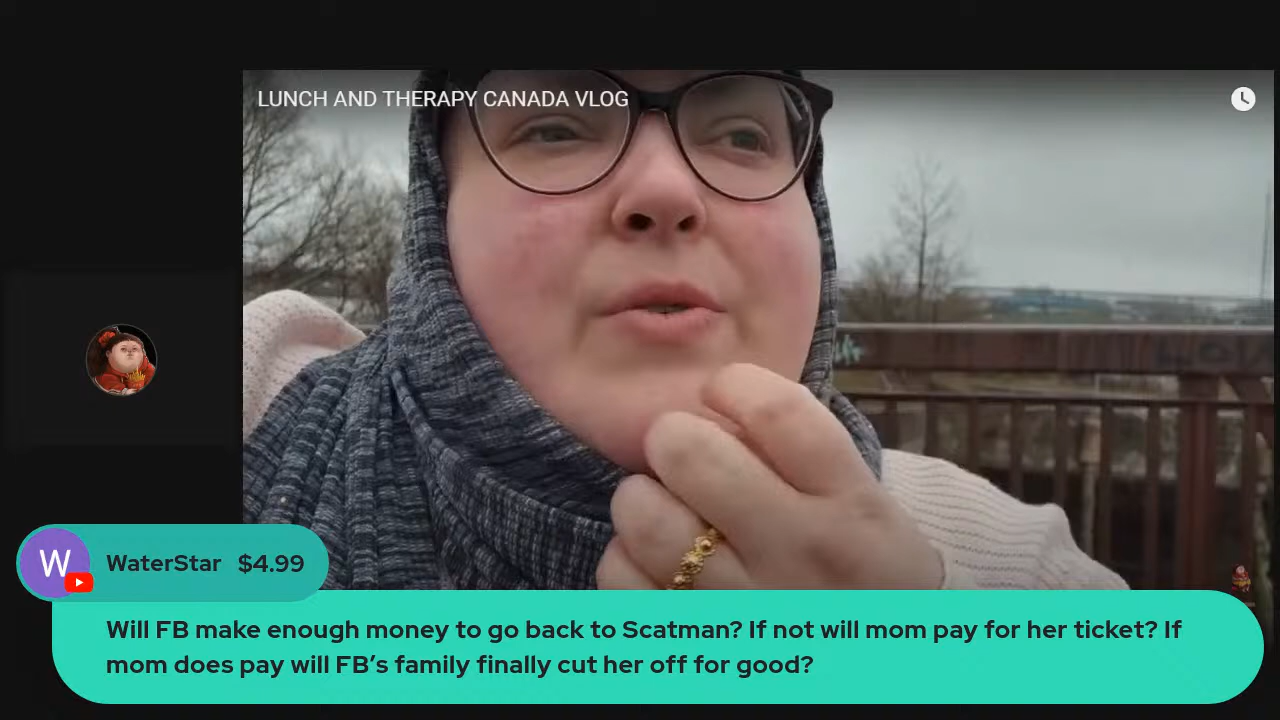 LUNCH AND THERAPY CANADA VLOG
W
WaterStar $4.99
Will FB make enough money to go back to Scatman? If not will mom pay for her ticket? If
mom does pay will FB’s family finally cut her off for good?